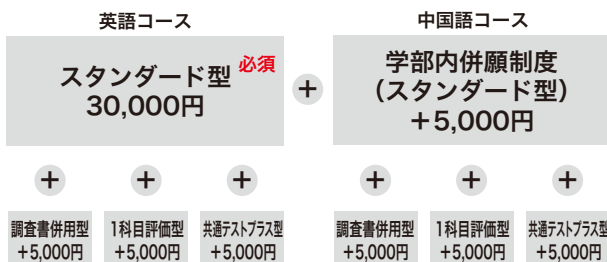 英語コース
中国語コース
スタンダード型 必須
30,000円
+
学部内併願制度
(スタンダード型)
+5,000円
+ + + + + +
調査書併用型 1科目評価型 共通テストプラス型 調査書併用型 1科目評価型 共通テストプラス型
+5,000円 +5,000円 +5,000円 +5,000円 +5,000円 +5,000円